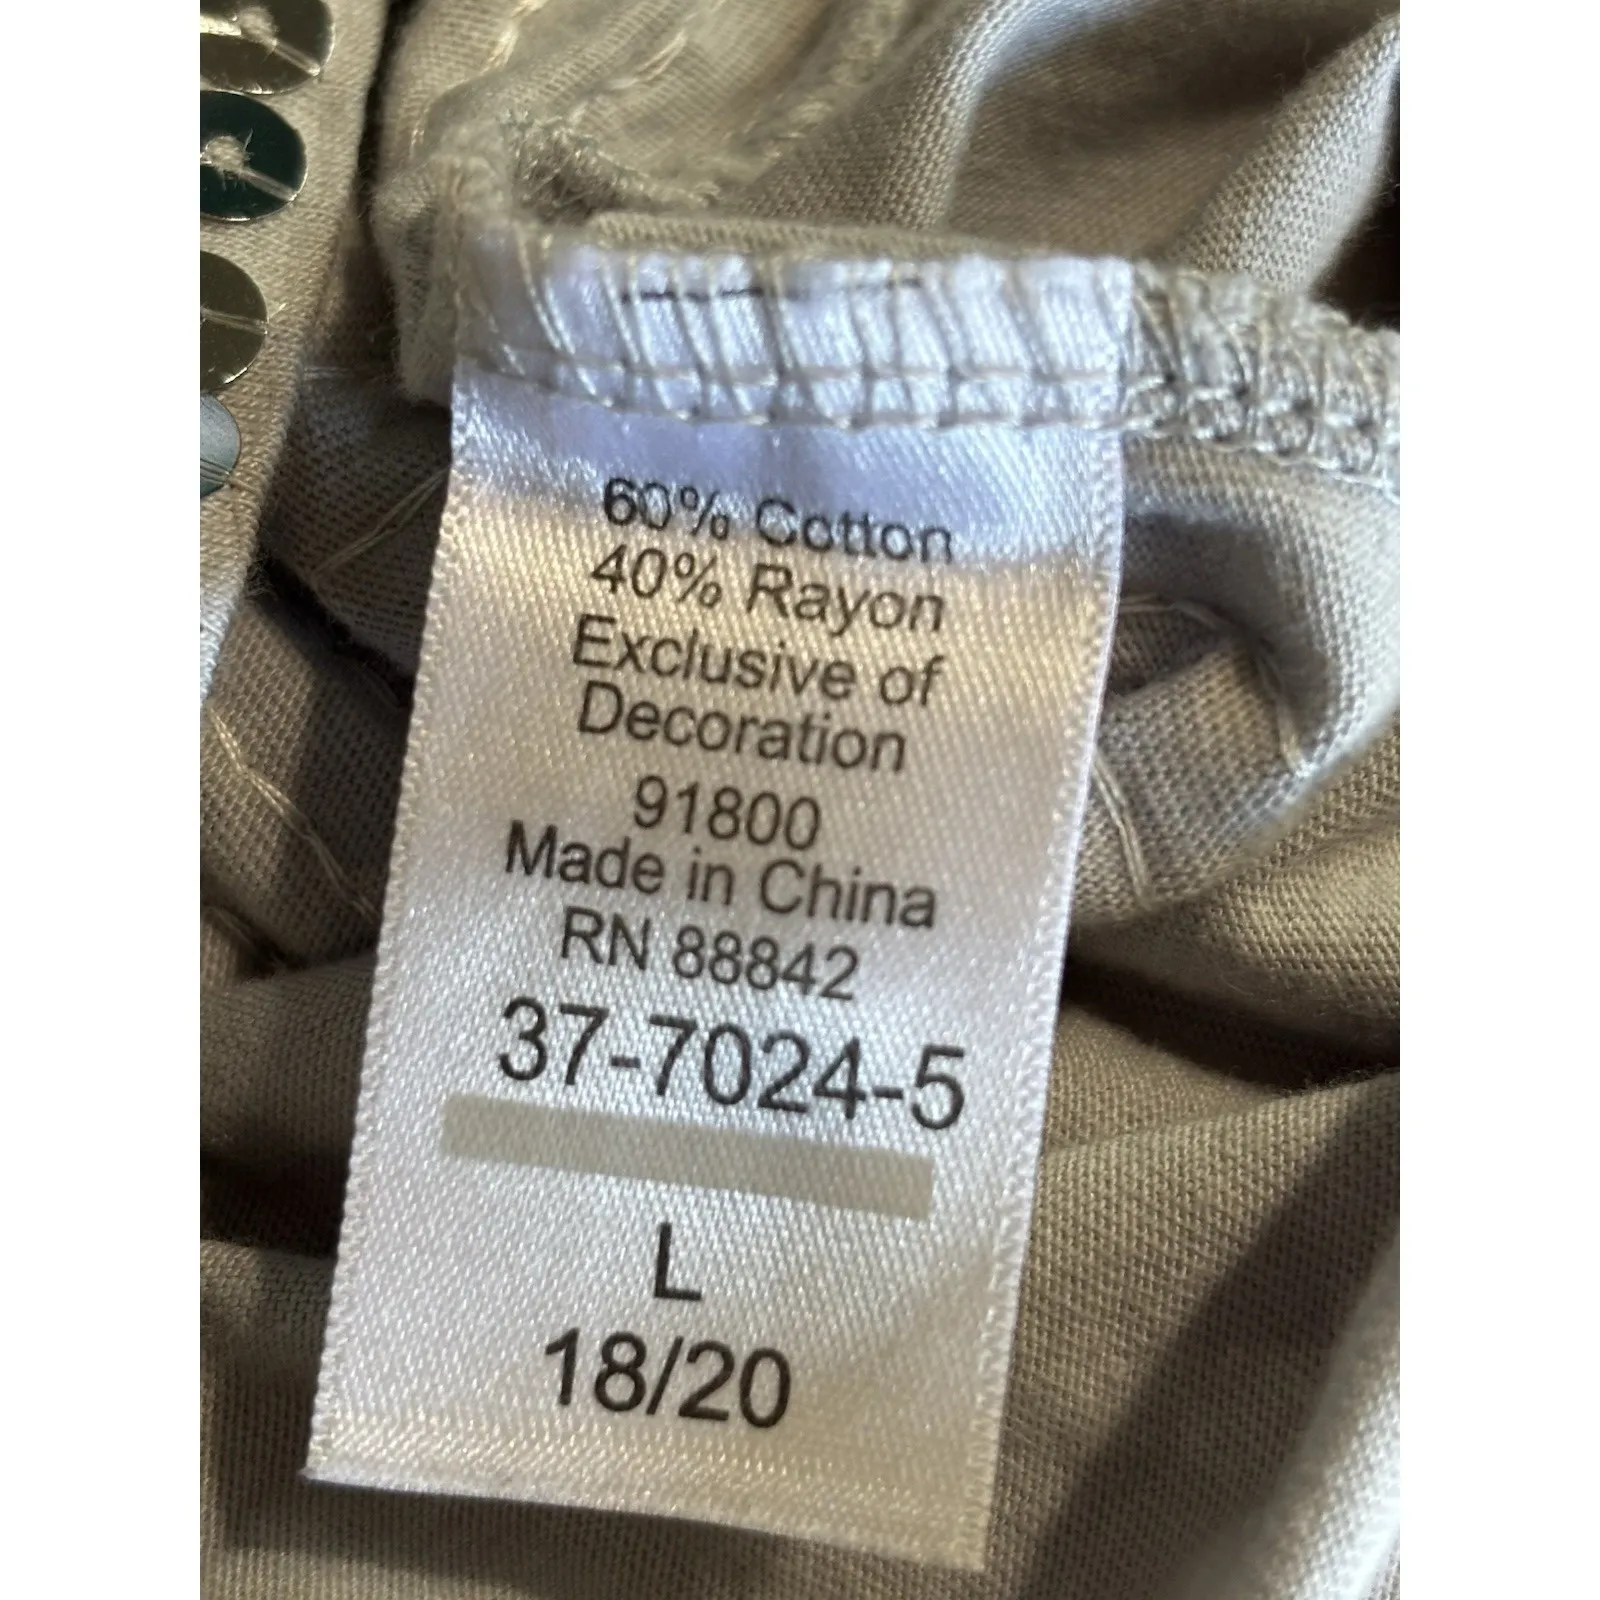 60% Cotton
40% Rayon
Exclusive of
Decoration
91800
Made in China
RN 88842
37-7024-5
L
18/20